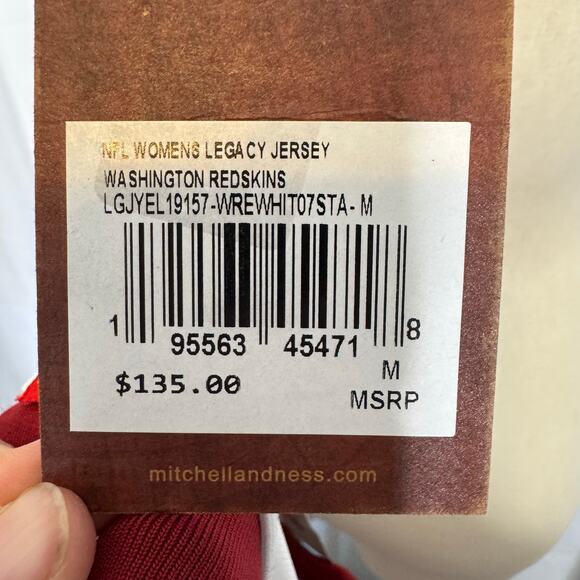 NFL WOMENS LEGACY JERSEY
WASHINGTON REDSKINS
LGJYEL19157-WREWHIT07STA-M
1 95563 45471 8
M
$135.00 MSRP
mitchellandness.com